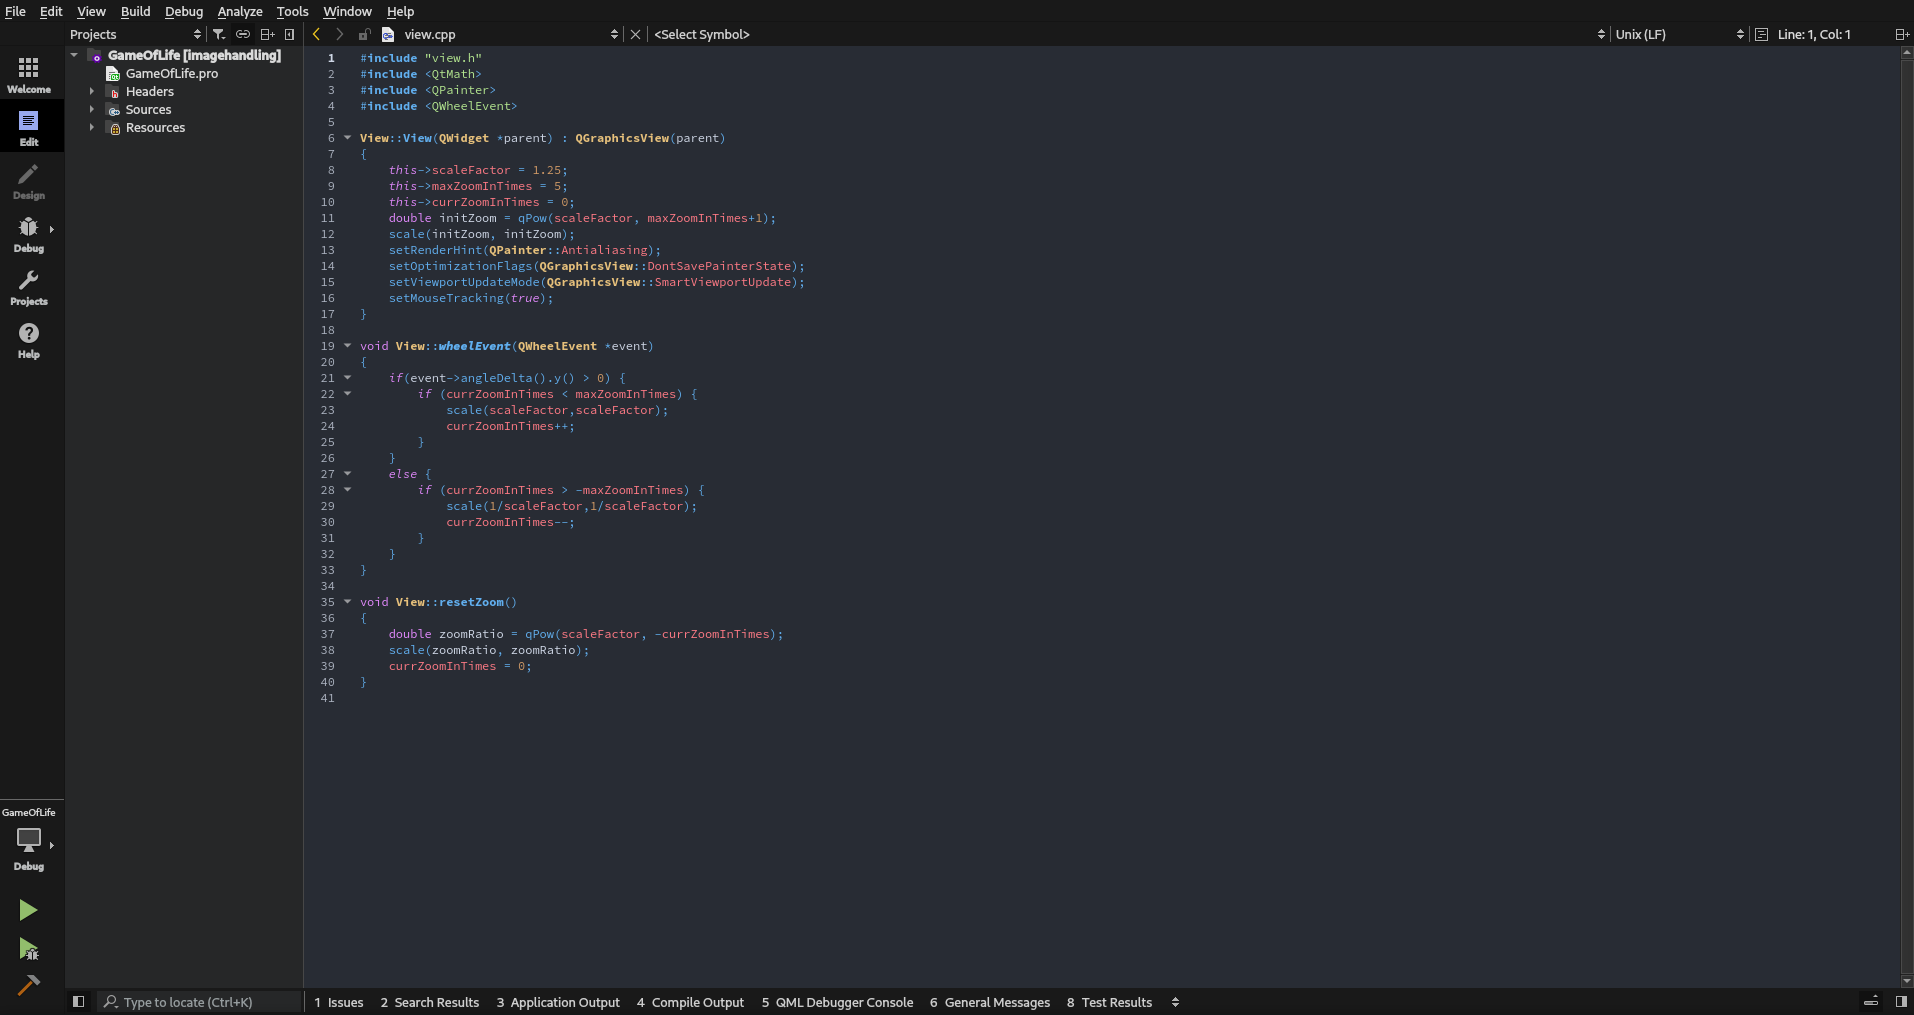 File Edit View Build Debug Analyze Tools Window Help
Projects
view.cpp
<Select Symbol>
Unix (LF)
Line: 1, Col: 1
Welcome
Edit
Design
Debug
Projects
Help
GameOfLife [imagehandling]
GameOfLife.pro
Headers
Sources
Resources
1 #include "view.h"
2 #include <QtMath>
3 #include <QPainter>
4 #include <QWheelEvent>
5
6 View::View(QWidget *parent) : QGraphicsView(parent)
7 {
8     this->scaleFactor = 1.25;
9     this->maxZoomInTimes = 5;
10     this->currZoomInTimes = 0;
11     double initZoom = qPow(scaleFactor, maxZoomInTimes+1);
12     scale(initZoom, initZoom);
13     setRenderHint(QPainter::Antialiasing);
14     setOptimizationFlags(QGraphicsView::DontSavePainterState);
15     setViewportUpdateMode(QGraphicsView::SmartViewportUpdate);
16     setMouseTracking(true);
17 }
18
19 void View::wheelEvent(QWheelEvent *event)
20 {
21     if(event->angleDelta().y() > 0) {
22         if (currZoomInTimes < maxZoomInTimes) {
23             scale(scaleFactor,scaleFactor);
24             currZoomInTimes++;
25         }
26     }
27     else {
28         if (currZoomInTimes > -maxZoomInTimes) {
29             scale(1/scaleFactor,1/scaleFactor);
30             currZoomInTimes--;
31         }
32     }
33 }
34
35 void View::resetZoom()
36 {
37     double zoomRatio = qPow(scaleFactor, -currZoomInTimes);
38     scale(zoomRatio, zoomRatio);
39     currZoomInTimes = 0;
40 }
41
GameOfLife
Debug
Type to locate (Ctrl+K)
1 Issues 2 Search Results 3 Application Output 4 Compile Output 5 QML Debugger Console 6 General Messages 8 Test Results